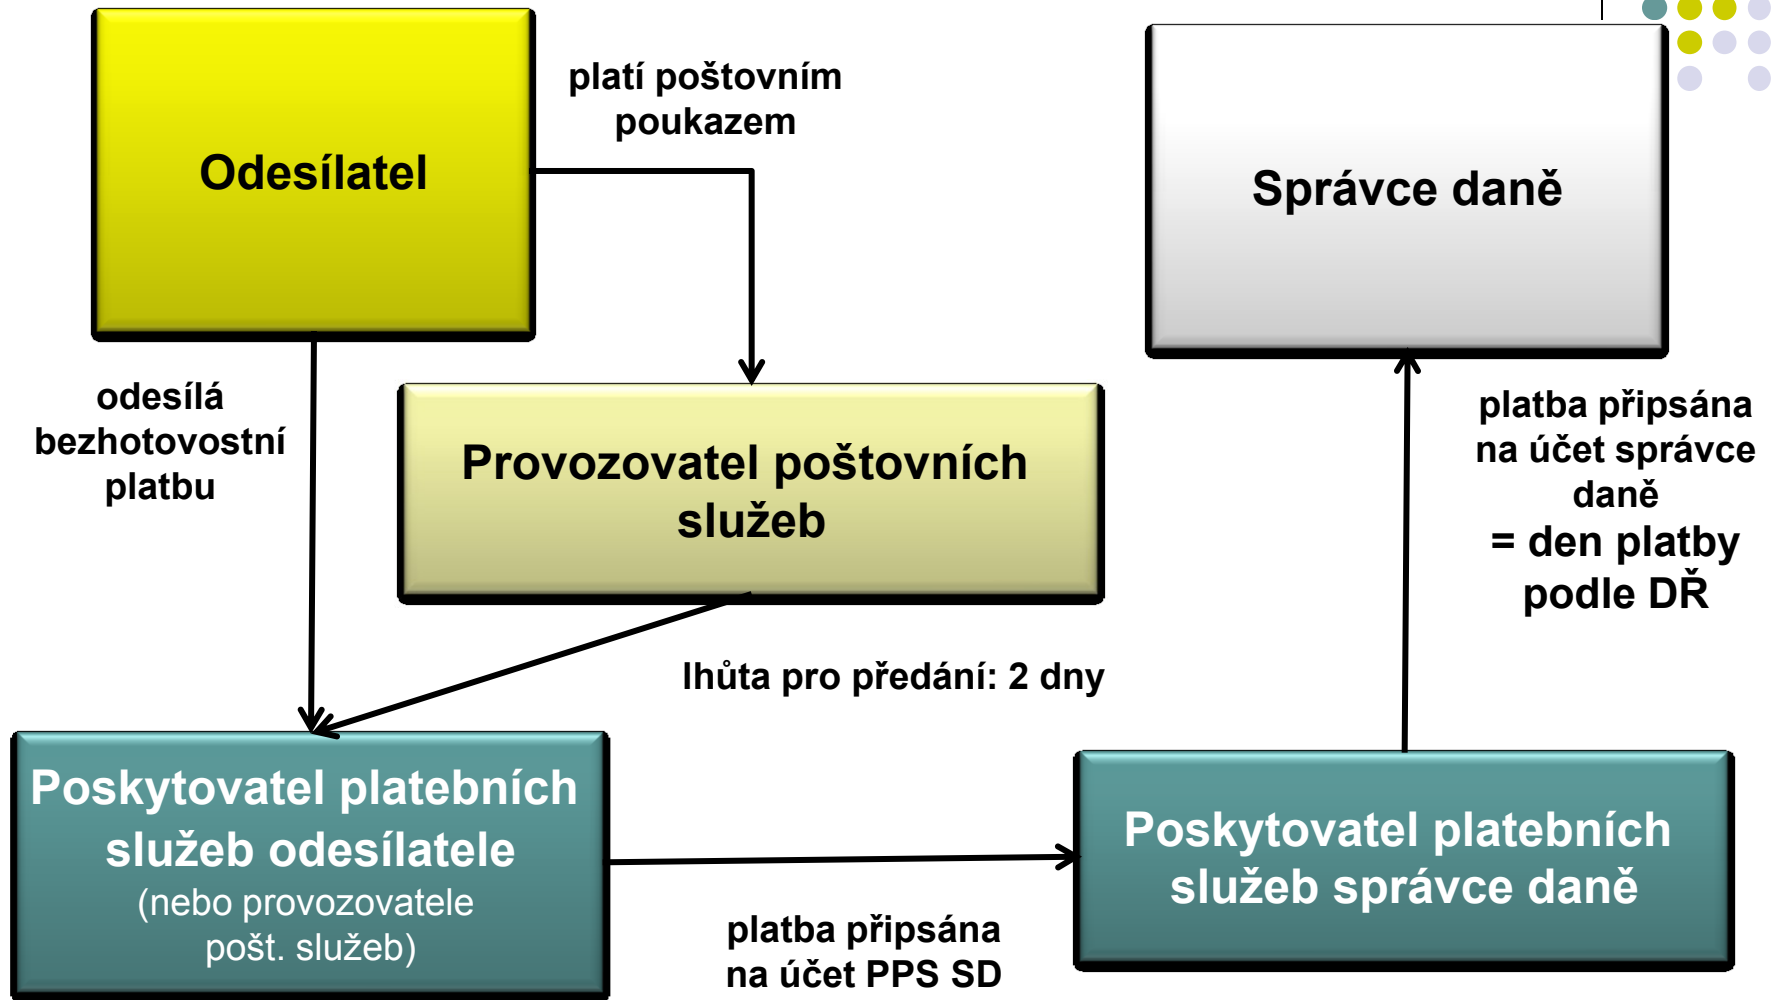 Odesílatel
platí poštovním
poukazem
Správce daně
odesílá
bezhotovostní
platbu
Provozovatel poštovních
služeb
platba připsána
na účet správce
daně
= den platby
podle DŘ
lhůta pro předání: 2 dny
Poskytovatel platebních
služeb odesílatele
(nebo provozovatele
pošt. služeb)
platba připsána
na účet PPS SD
Poskytovatel platebních
služeb správce daně